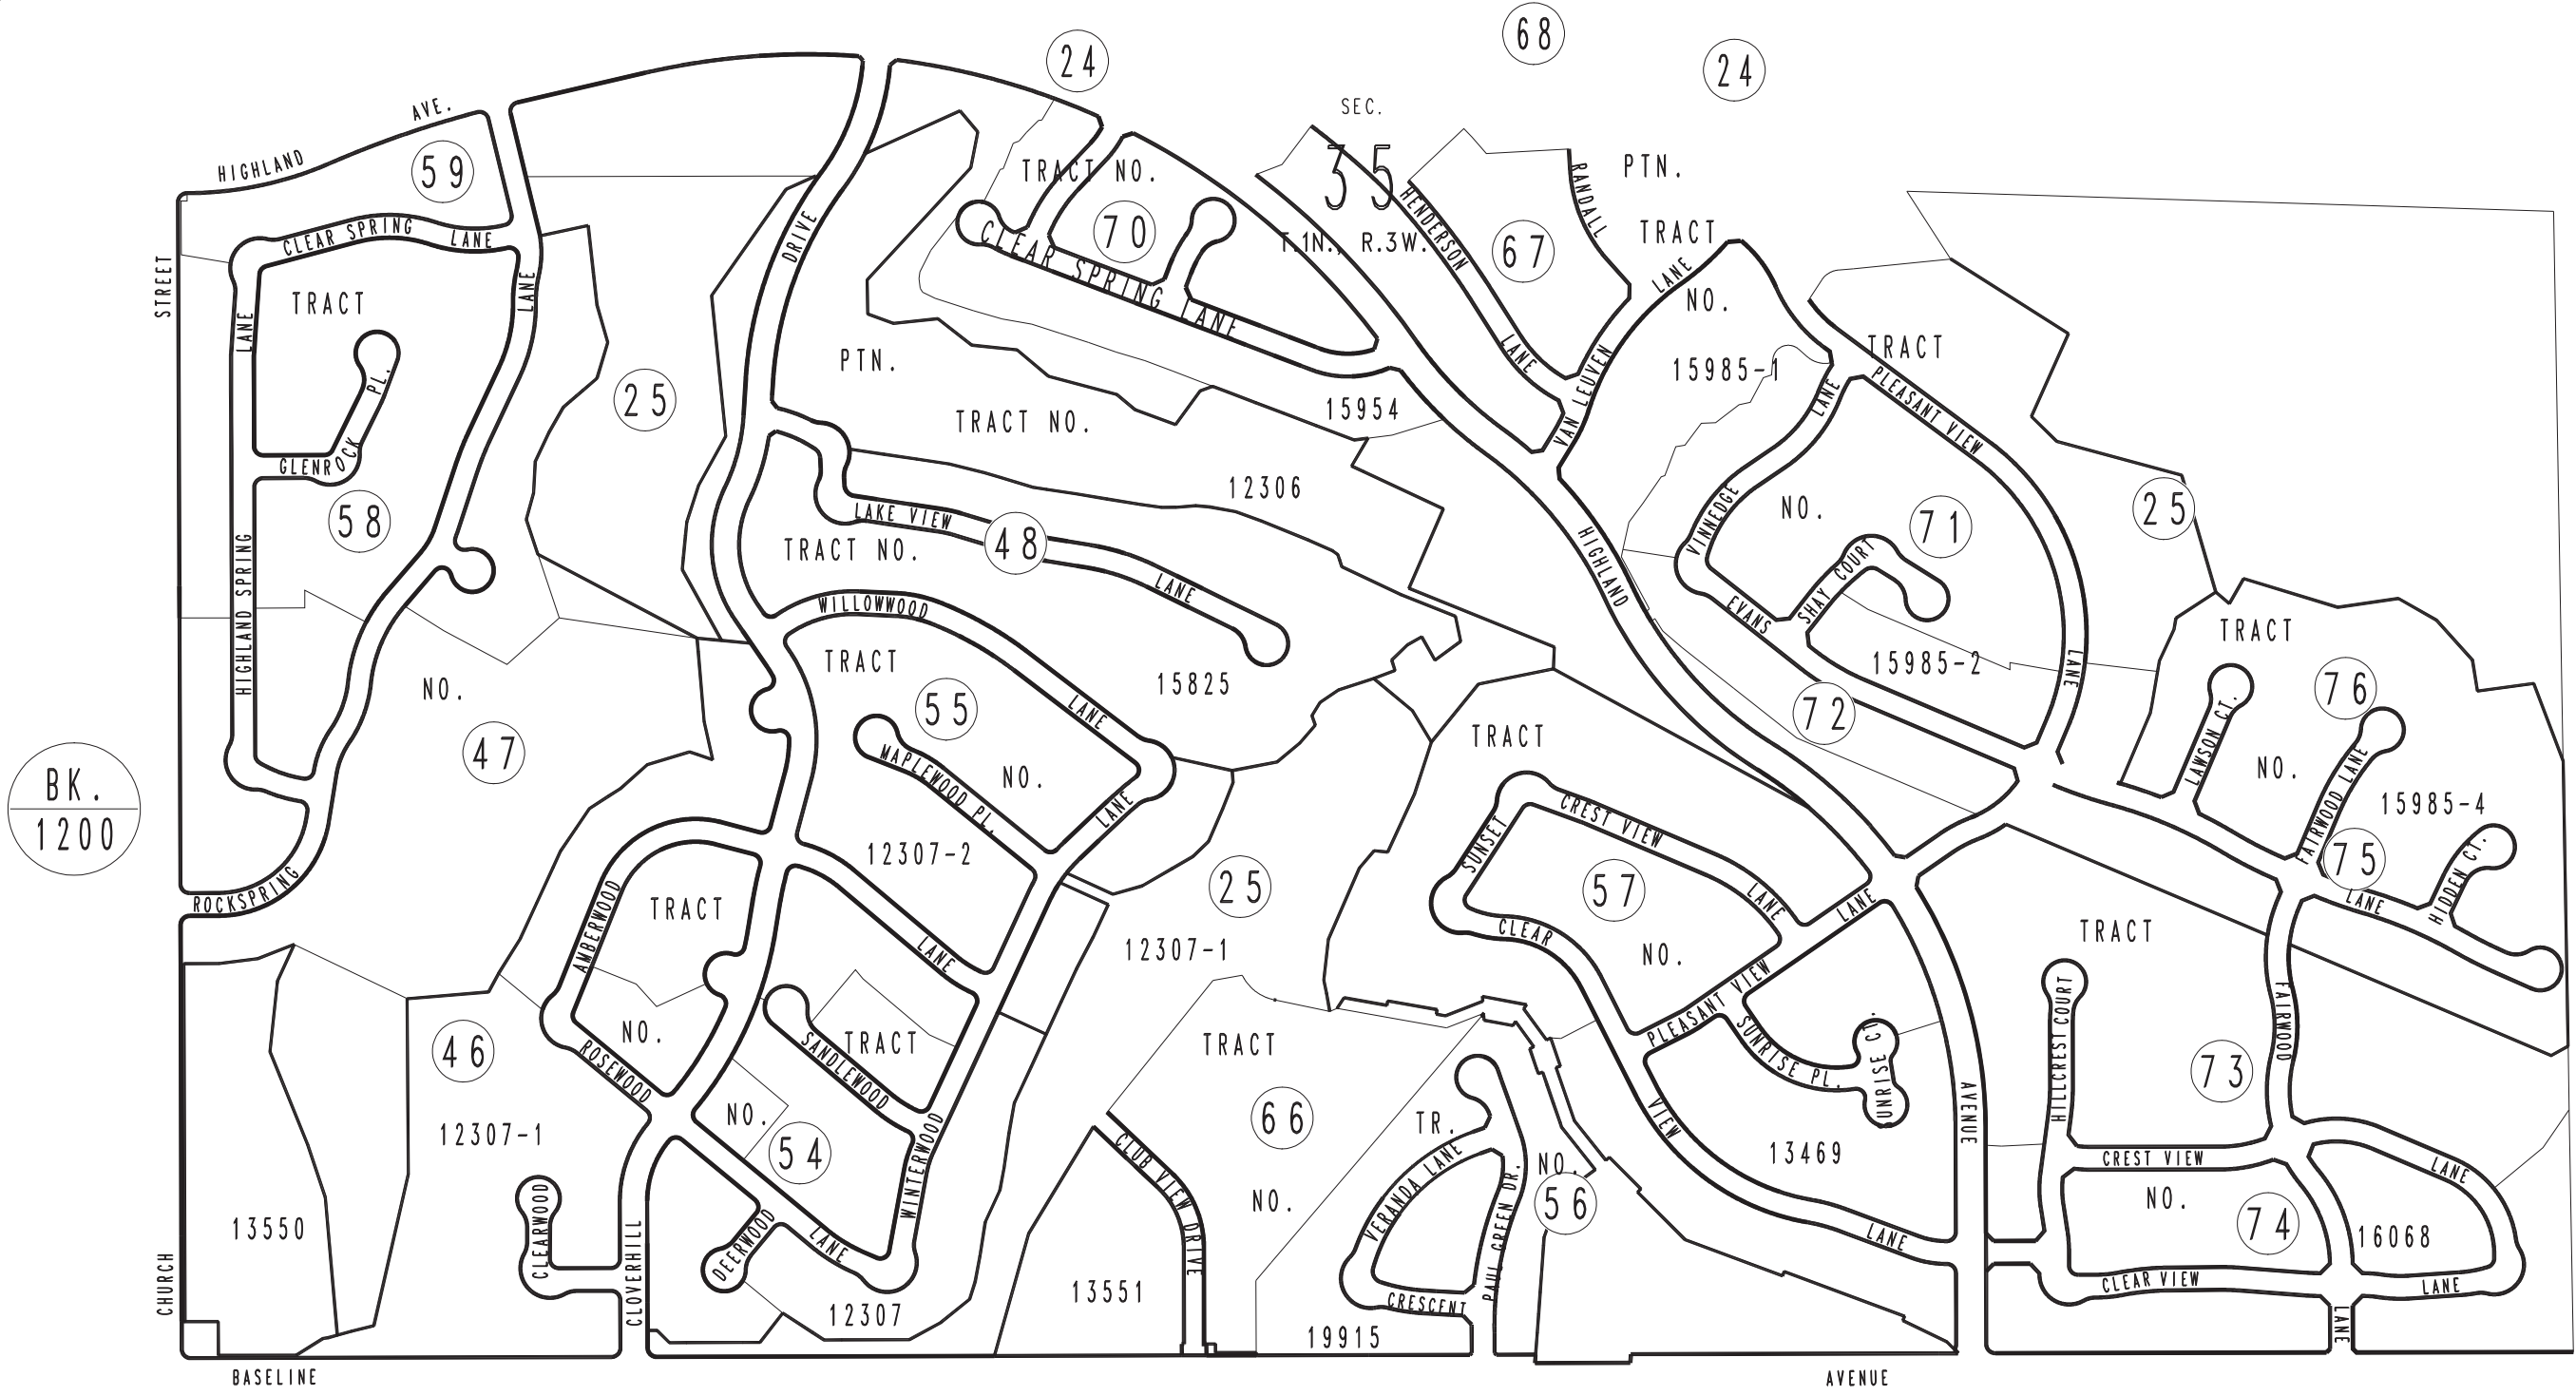 68
24
24
SEC.
35
T.1N., R.3W.
HIGHLAND AVE.
59
TRACT NO.
70
PTN.
TRACT
NO.
15985-1
HENDERSON LANE
RANDALL
67
VAN LEUVEN LANE
CLEAR SPRING LANE
CLEAR SPRING LANE
STREET
DRIVE
LANE
LANE
TRACT
GLENROCK PL.
58
25
PTN.
TRACT NO.
15954
12306
TRACT
PLEASANT VIEW LANE
VINNEDGE LANE
NO.
71
25
SHAY COURT
EVANS
15985-2
72
HIGHLAND
LAKE VIEW LANE
48
TRACT NO.
15825
HIGHLAND SPRING
NO.
47
WILLOWWOOD LANE
TRACT
55
NO.
MAPLEWOOD PL.
LANE
12307-2
TRACT
76
NO.
15985-4
LAWSON CT.
FAIRWOOD LANE
75
HIDDEN CT.
LANE
BK.
1200
ROCKSPRING
AMBERWOOD LANE
TRACT
NO.
25
12307-1
TRACT
SUNSET
CREST VIEW LANE
57
NO.
CLEAR VIEW LANE
PLEASANT VIEW LANE
SUNRISE PL.
SUNRISE CT.
13469
TRACT
HILLCREST COURT
FAIRWOOD
73
AVENUE
46
12307-1
ROSEWOOD
SANDLEWOOD
TRACT
NO.
54
WINTERWOOD
TRACT
66
NO.
TR.
NO.
56
VERANDA LANE
PAUL GREEN DR.
CRESCENT
19915
CLUB VIEW DRIVE
13551
13550
CHURCH
CLEARWOOD
CLOVERHILL
DEERWOOD
LANE
12307
CREST VIEW LANE
NO.
74
16068
CLEAR VIEW LANE
LANE
BASELINE AVENUE